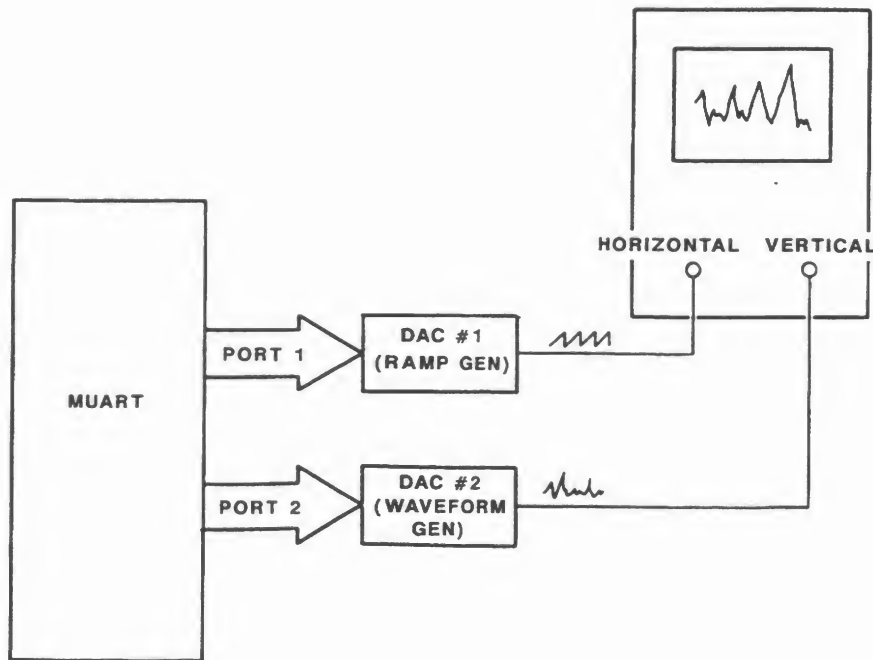 HORIZONTAL VERTICAL
MUART
PORT 1
DAC #1
(RAMP GEN)
PORT 2
DAC #2
(WAVEFORM
GEN)